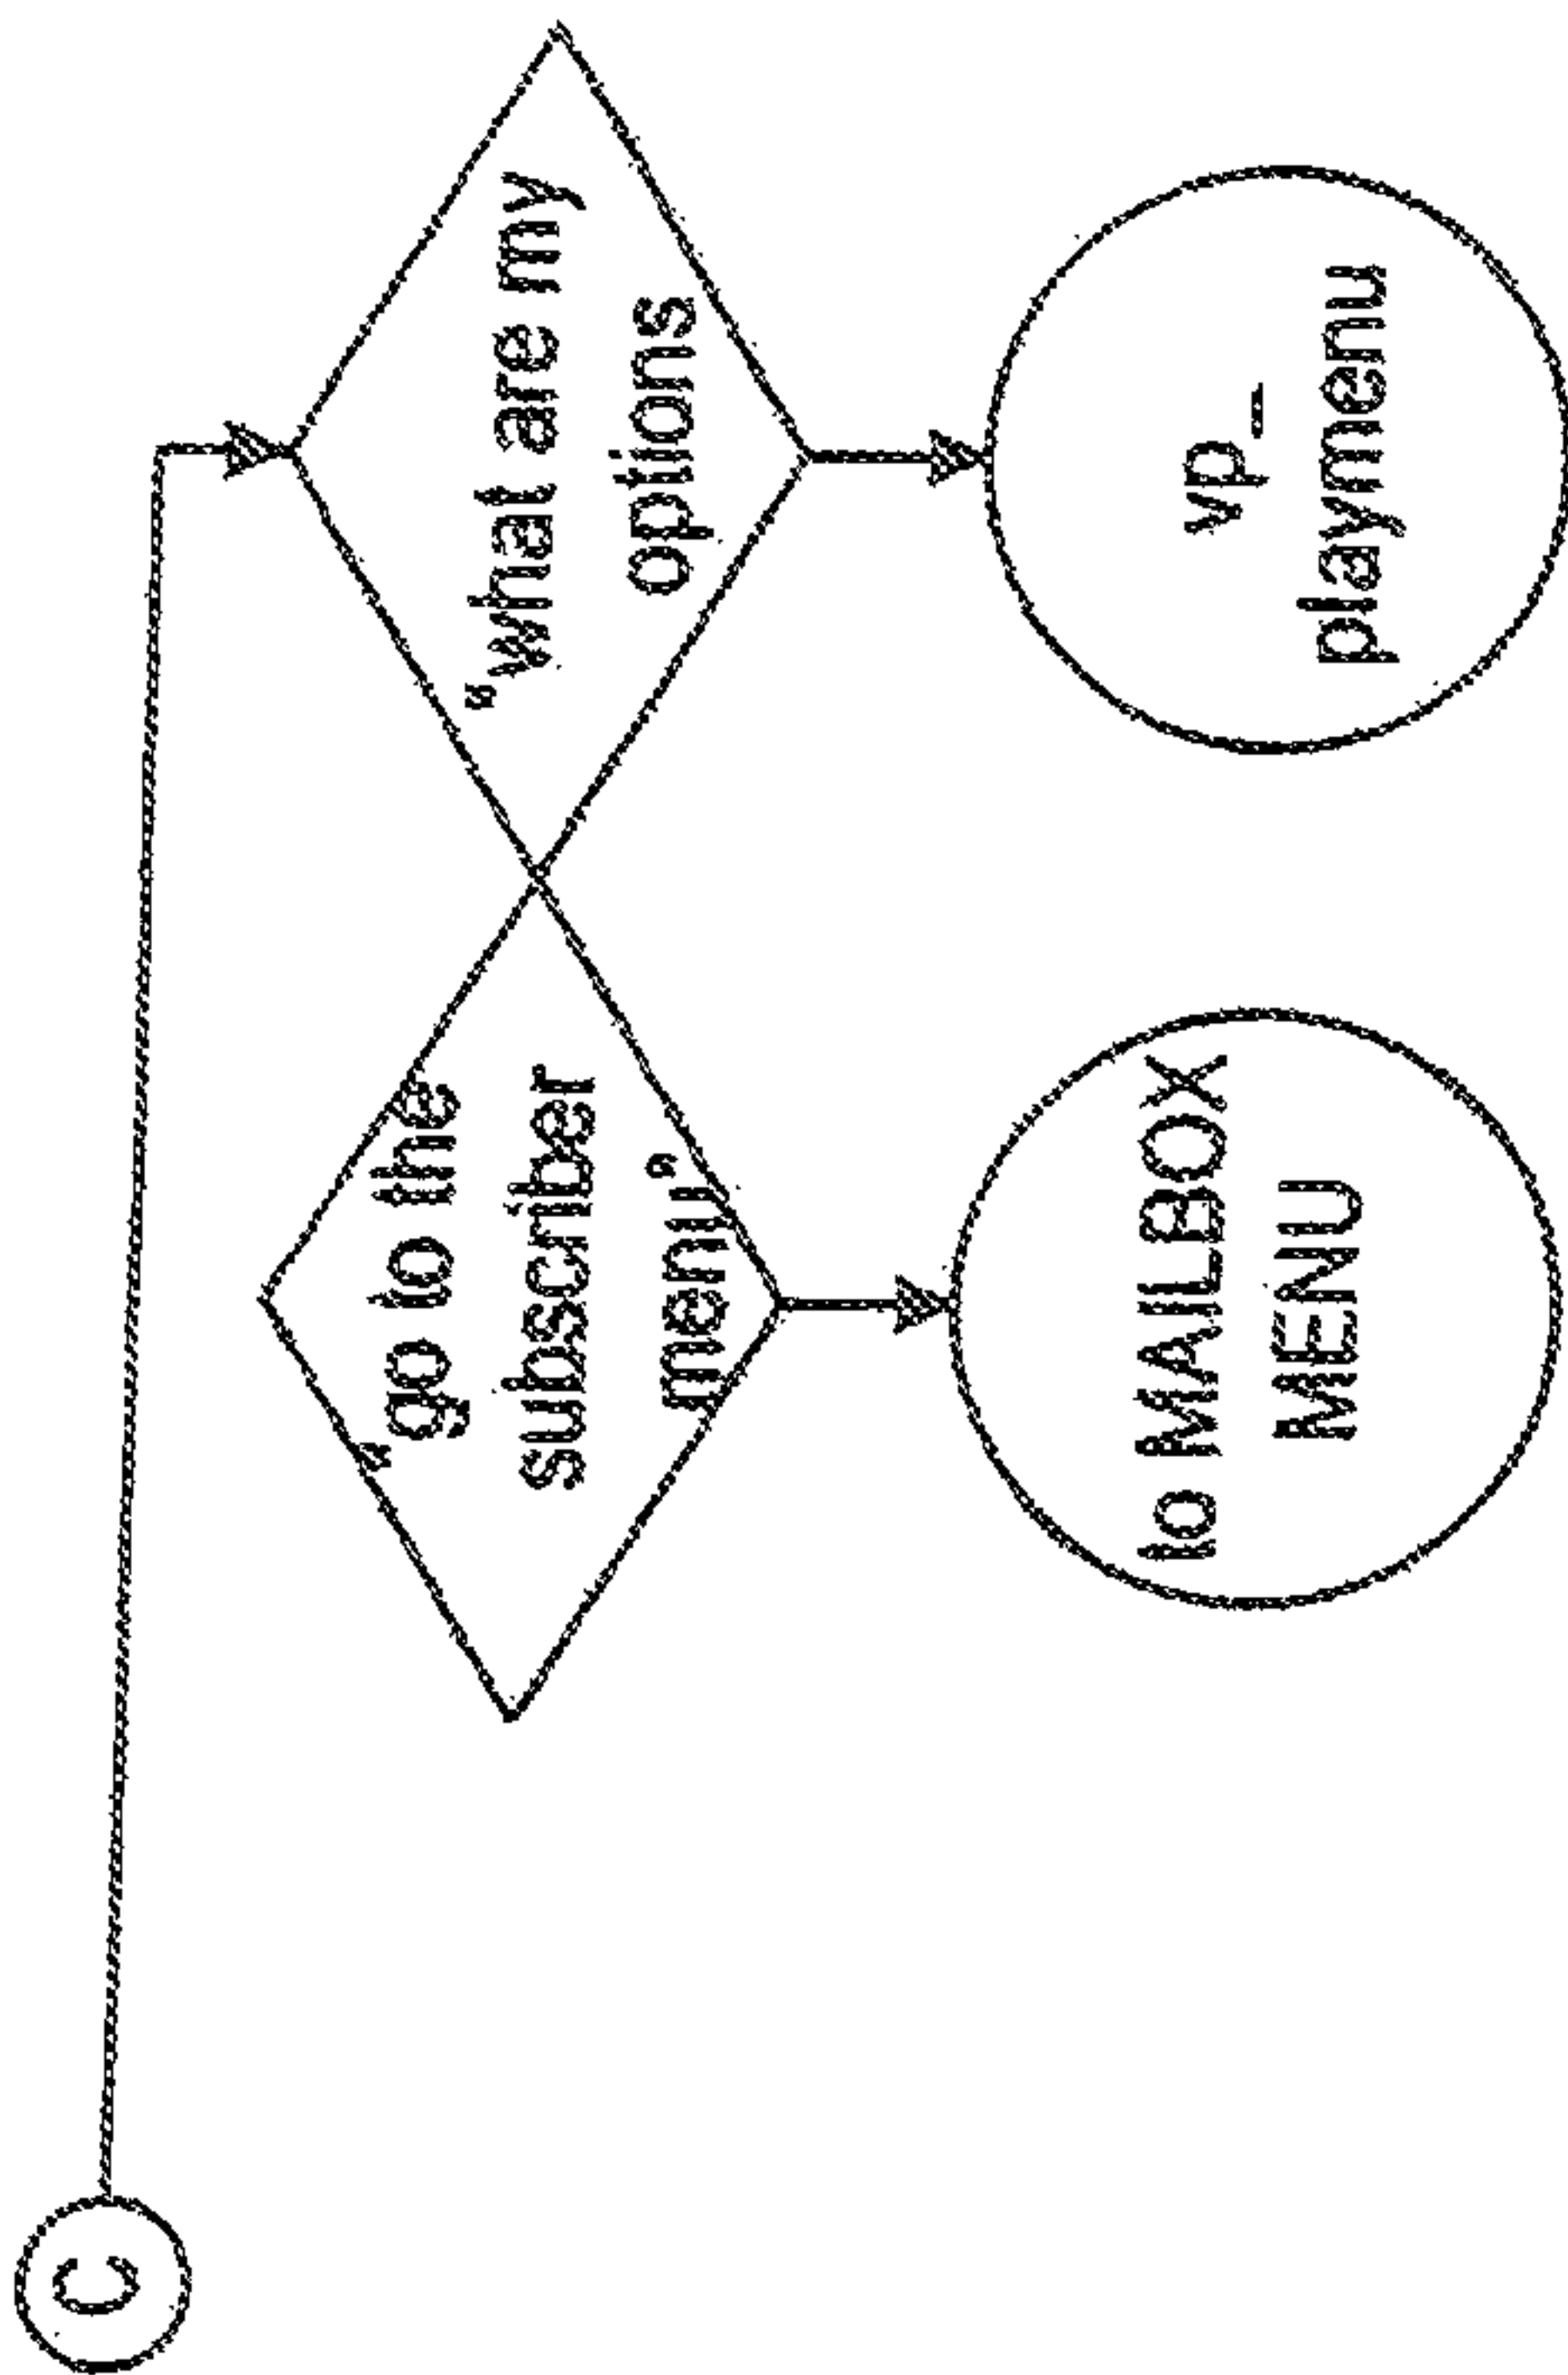 C
“go to the
subscriber
menu”
“what are my
options
to MAILBOX
MENU
vp_
playmenu